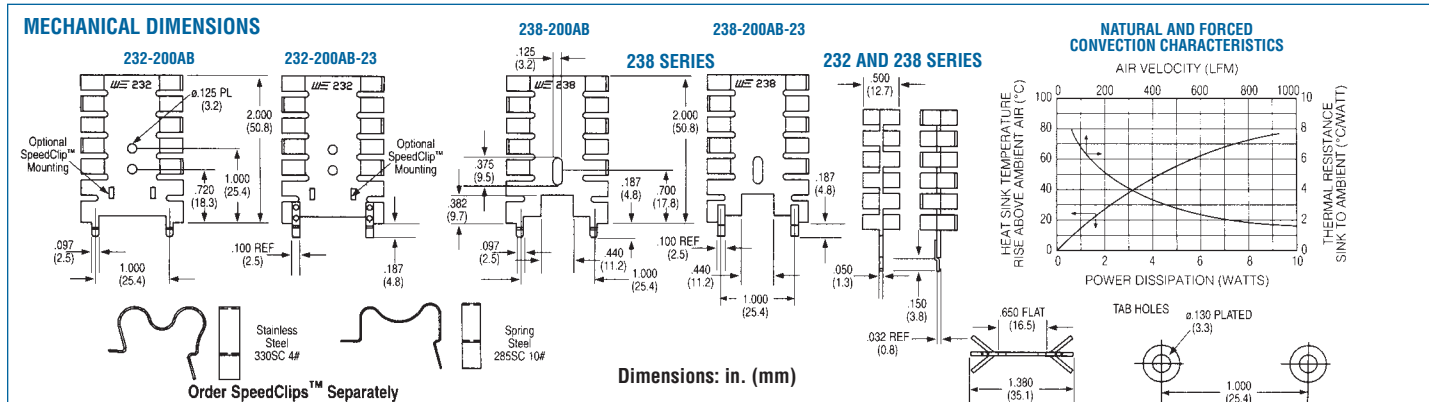 MECHANICAL DIMENSIONS
232-200AB
232-200AB-23
238-200AB
238 SERIES
238-200AB-23
232 AND 238 SERIES
NATURAL AND FORCED
CONVECTION CHARACTERISTICS
232
ø.125 PL
(3.2)
2.000
(50.8)
Optional
SpeedClip™
Mounting
1.000
(25.4)
.720
(18.3)
.097
(2.5)
1.000
(25.4)
232
Optional
SpeedClip™
Mounting
.100 REF
(2.5)
.187
(4.8)
.125
(3.2)
238
2.000
(50.8)
.375
(9.5)
.382
(9.7)
.187
(4.8)
.700
(17.8)
.097
(2.5)
.440
(11.2)
1.000
(25.4)
238
.187
(4.8)
.100 REF
(2.5)
.440
(11.2)
1.000
(25.4)
.500
(12.7)
.050
(1.3)
.150
(3.8)
.032 REF
(0.8)
AIR VELOCITY (LFM)
0 200 400 600 800 1000
HEAT SINK TEMPERATURE
RISE ABOVE AMBIENT AIR (°C)
100
80
60
40
20
0
10
8
6
4
2
0
THERMAL RESISTANCE
SINK TO AMBIENT (°C/WATT)
0 2 4 6 8 10
POWER DISSIPATION (WATTS)
Stainless
Steel
330SC 4#
Spring
Steel
285SC 10#
Order SpeedClips™ Separately
Dimensions: in. (mm)
.650 FLAT
(16.5)
1.380
(35.1)
TAB HOLES
ø.130 PLATED
(3.3)
1.000
(25.4)